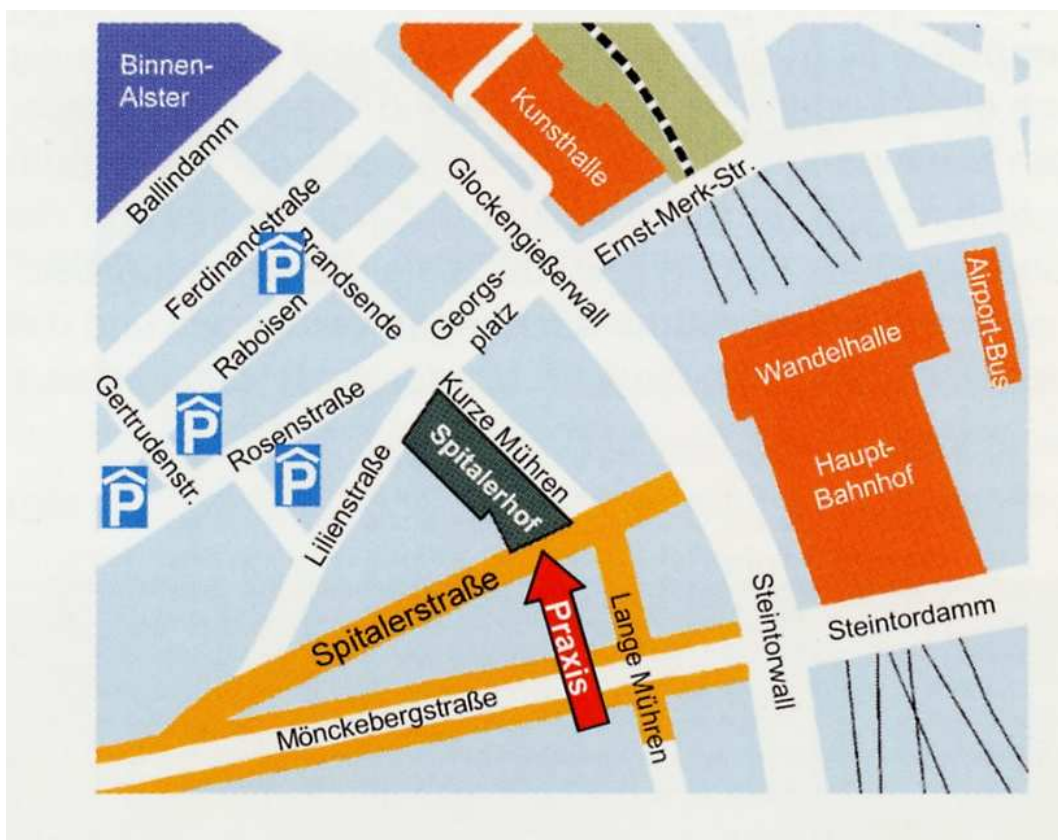 Binnen-
Alster
Ballindamm
Kunsthalle
Glockengießerwall
Ernst-Merk-Str.
Ferdinandstraße
P
Brandsende
Georgs-
platz
Raboisen
Airport-Bus
Wandelhalle
Gertrudenstr.
P
Rosenstraße
Kurze Mühren
Spitalerhof
Haupt-
Bahnhof
P
P
Lilienstraße
Spitalerstraße
Praxis
Lange Mühren
Steintorwall
Steintordamm
Mönckebergstraße